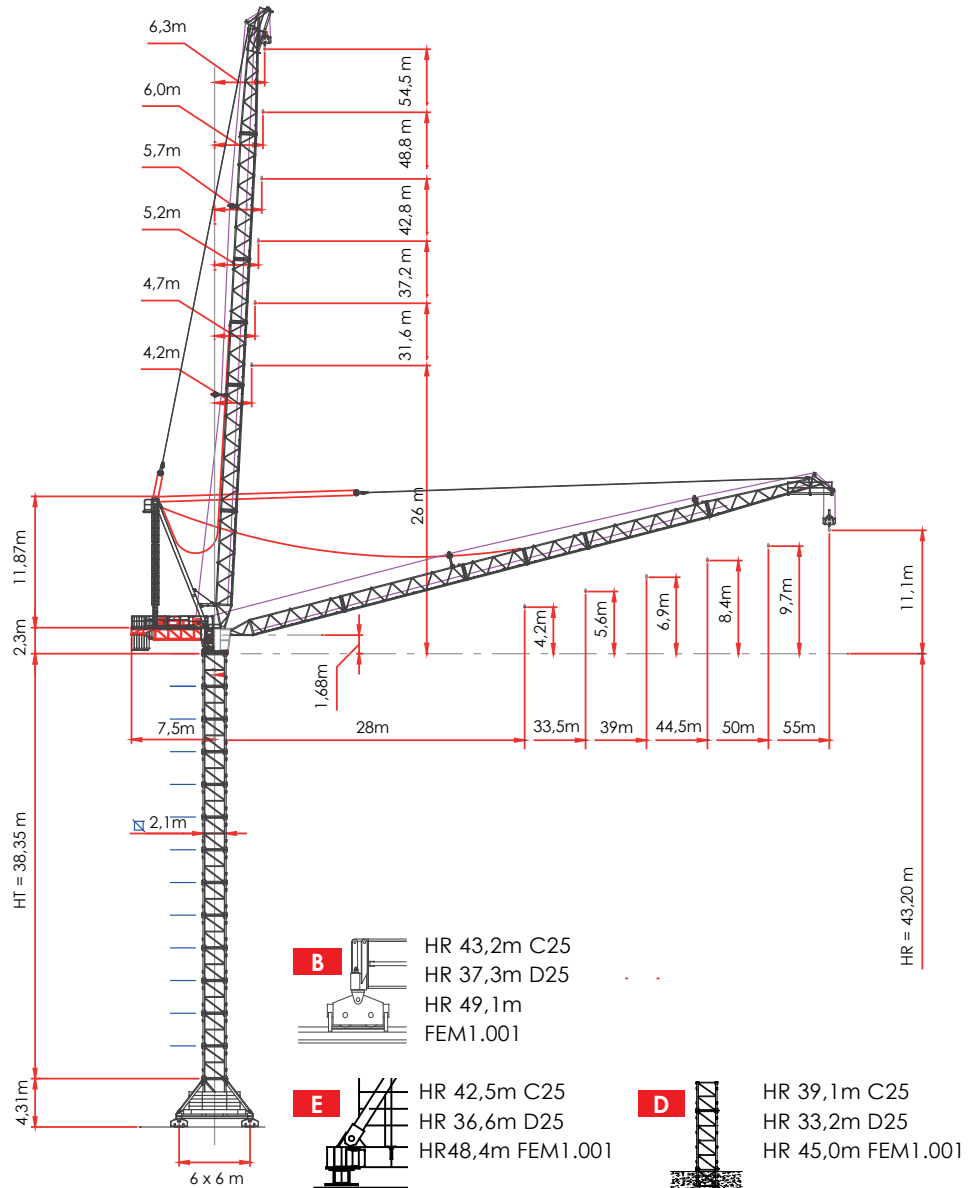 6,3m
6,0m
5,7m
5,2m
4,7m
4,2m
54,5 m
48,8 m
42,8 m
37,2 m
31,6 m
26 m
11,87m
2,3m
11,1m
9,7m
8,4m
6,9m
5,6m
4,2m
1,68m
7,5m
28m
33,5m
39m
44,5m
50m
55m
2,1m
HT = 38,35 m
HR = 43,20 m
4,31m
6 x 6 m
B
HR 43,2m C25
HR 37,3m D25
HR 49,1m
FEM1.001
E
HR 42,5m C25
HR 36,6m D25
HR48,4m FEM1.001
D
HR 39,1m C25
HR 33,2m D25
HR 45,0m FEM1.001